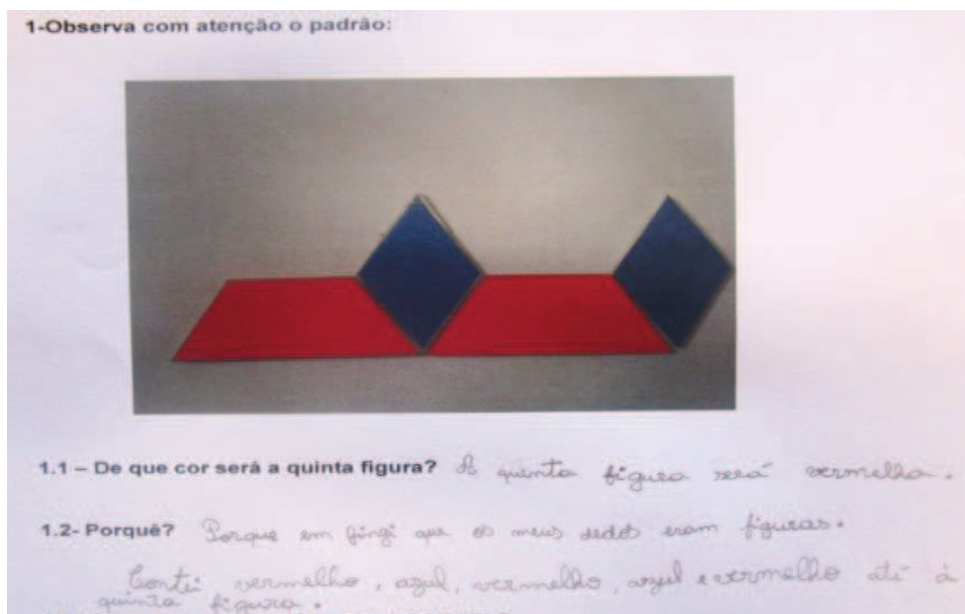 1-Observa com atenção o padrão:
1.1 – De que cor será a quinta figura? A quinta figura será vermelha.
1.2- Porquê? Porque em fingi que os meus dedos eram figuras.
Contei vermelho, azul, vermelho, azul e vermelho até à
quinta figura.